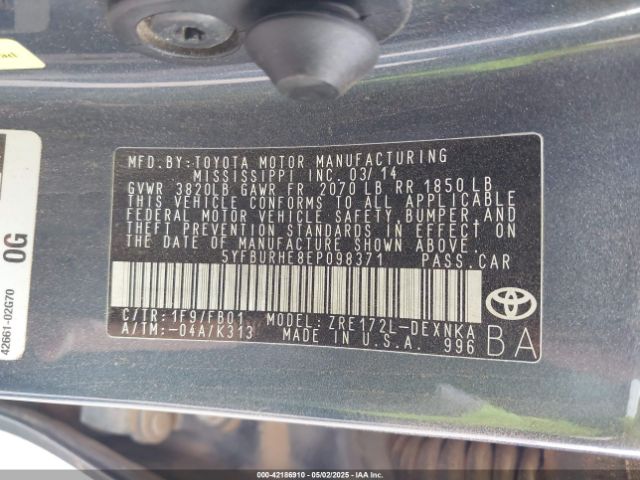 MFD. BY: TOYOTA MOTOR MANUFACTURING
MISSISSIPPI INC. 03/14
GVWR 3820LB GAWR FR 2070 LB RR 1850 LB
THIS VEHICLE CONFORMS TO ALL APPLICABLE
FEDERAL MOTOR VEHICLE SAFETY, BUMPER, AND
THEFT PREVENTION STANDARDS IN EFFECT ON
THE DATE OF MANUFACTURE SHOWN ABOVE.
5YFBURHE8EP098371 PASS. CAR
C/TR: 1F9/FB01 MODEL: ZRE172L-DEXNKA
A/TM: -04A/K313 MADE IN U.S.A. 996
BA
0G
42661-02G70
000-42186910 - 05/02/2025 - IAAI.COM